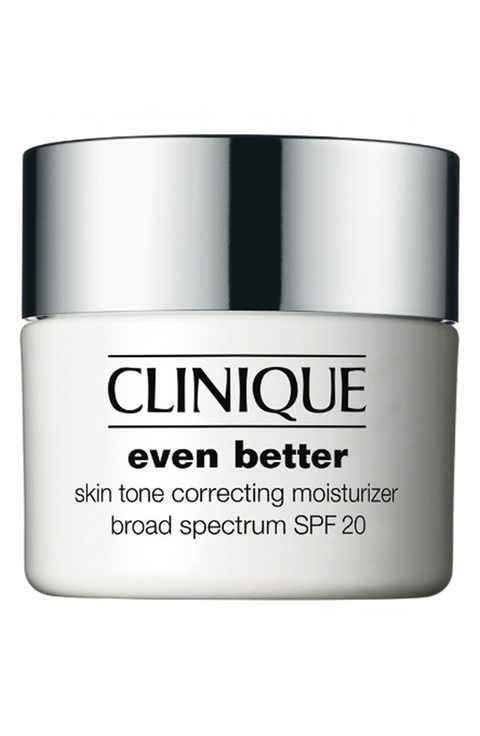 CLINIQUE
even better
skin tone correcting moisturizer
broad spectrum SPF 20